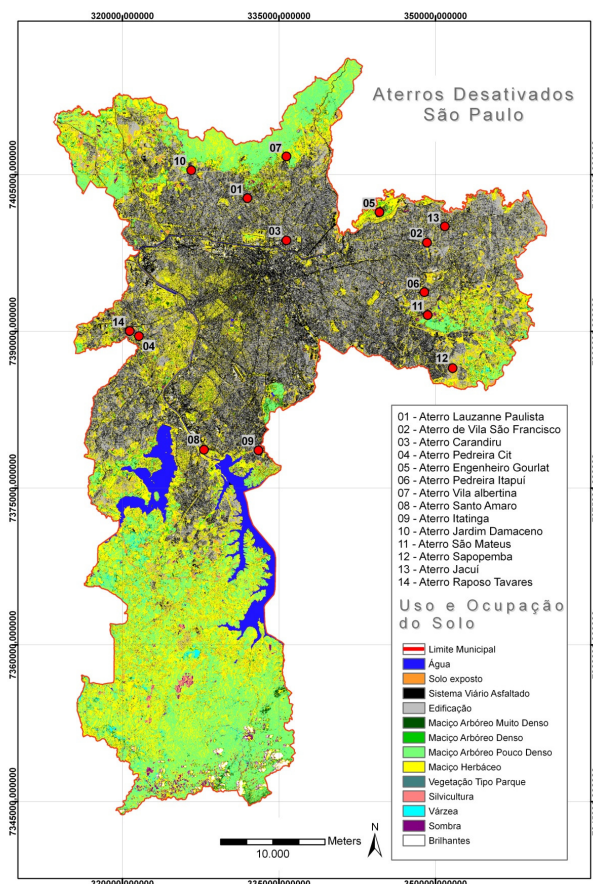 320000,000000
335000,000000
350000,000000
7405000,000000
7390000,000000
7375000,000000
7360000,000000
7345000,000000
Aterros Desativados
São Paulo
10
07
01
03
05
13
02
06
11
12
14
04
08
09
01 - Aterro Lauzanne Paulista
02 - Aterro de Vila São Francisco
03 - Aterro Carandiru
04 - Aterro Pedreira Cit
05 - Aterro Engenheiro Gourlat
06 - Aterro Pedreira Itapuí
07 - Aterro Vila albertina
08 - Aterro Santo Amaro
09 - Aterro Itatinga
10 - Aterro Jardim Damaceno
11 - Aterro São Mateus
12 - Aterro Sapopemba
13 - Aterro Jacuí
14 - Aterro Raposo Tavares
Uso e Ocupação
do Solo
Limite Municipal
Água
Solo exposto
Sistema Viário Asfaltado
Edificação
Maciço Arbóreo Muito Denso
Maciço Arbóreo Denso
Maciço Arbóreo Pouco Denso
Maciço Herbáceo
Vegetação Tipo Parque
Silvicultura
Várzea
Sombra
Brilhantes
Meters
10.000
N
320000,000000
335000,000000
350000,000000